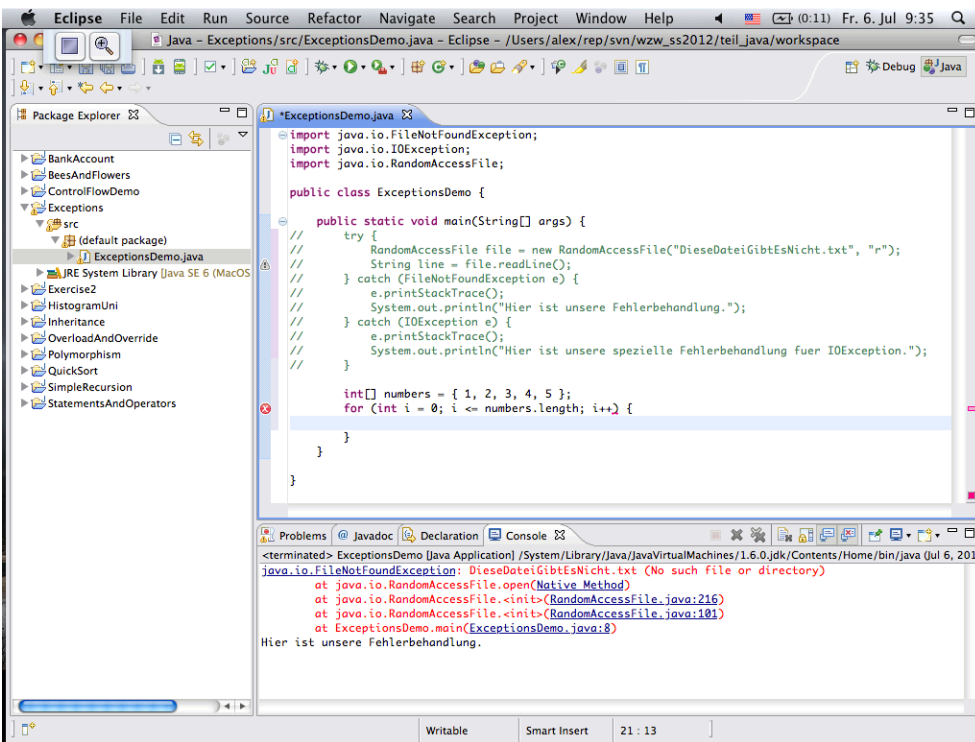 Eclipse File Edit Run Source Refactor Navigate Search Project Window Help (0:11) Fr. 6. Jul 9:35
Java – Exceptions/src/ExceptionsDemo.java – Eclipse – /Users/alex/rep/svn/wzw_ss2012/teil_java/workspace
Debug Java
Package Explorer
BankAccount
BeesAndFlowers
ControlFlowDemo
Exceptions
src
(default package)
ExceptionsDemo.java
JRE System Library [Java SE 6 (MacOS
Exercise2
HistogramUni
Inheritance
OverloadAndOverride
Polymorphism
QuickSort
SimpleRecursion
StatementsAndOperators
*ExceptionsDemo.java
import java.io.FileNotFoundException;
import java.io.IOException;
import java.io.RandomAccessFile;
public class ExceptionsDemo {
public static void main(String[] args) {
// try {
// RandomAccessFile file = new RandomAccessFile("DieseDateiGibtEsNicht.txt", "r");
// String line = file.readLine();
// } catch (FileNotFoundException e) {
// e.printStackTrace();
// System.out.println("Hier ist unsere Fehlerbehandlung.");
// } catch (IOException e) {
// e.printStackTrace();
// System.out.println("Hier ist unsere spezielle Fehlerbehandlung fuer IOException.");
// }
int[] numbers = { 1, 2, 3, 4, 5 };
for (int i = 0; i <= numbers.length; i++) {
}
}
}
Problems @ Javadoc Declaration Console
<terminated> ExceptionsDemo [Java Application] /System/Library/Java/JavaVirtualMachines/1.6.0.jdk/Contents/Home/bin/java (Jul 6, 201
java.io.FileNotFoundException: DieseDateiGibtEsNicht.txt (No such file or directory)
at java.io.RandomAccessFile.open(Native Method)
at java.io.RandomAccessFile.<init>(RandomAccessFile.java:216)
at java.io.RandomAccessFile.<init>(RandomAccessFile.java:101)
at ExceptionsDemo.main(ExceptionsDemo.java:8)
Hier ist unsere Fehlerbehandlung.
Writable Smart Insert 21 : 13